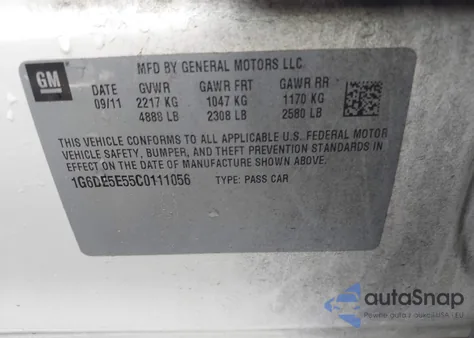 GM
MFD BY GENERAL MOTORS LLC.
DATE GVWR GAWR FRT GAWR RR
09/11 2217 KG 1047 KG 1170 KG
4888 LB 2308 LB 2580 LB
THIS VEHICLE CONFORMS TO ALL APPLICABLE U.S. FEDERAL MOTOR
VEHICLE SAFETY, BUMPER, AND THEFT PREVENTION STANDARDS IN
EFFECT ON THE DATE OF MANUFACTURE SHOWN ABOVE.
1G6DE5E55C0111056 TYPE: PASS CAR
autoSnap